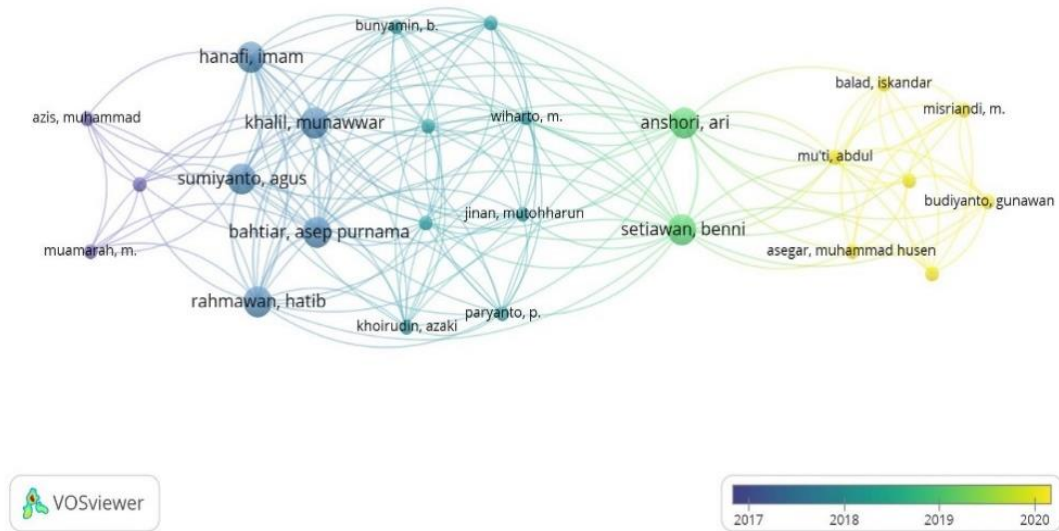 bunyamin, b.
hanafi, imam
balad, iskandar
misriandi, m.
azis, muhammad
khalil, munawwar
wiharto, m.
anshori, ari
mu'ti, abdul
sumiyanto, agus
budiyanto, gunawan
jinan, mutohharun
bahtiar, asep purnama
setiawan, benni
muamarah, m.
asegar, muhammad husen
rahmawan, hatib
paryanto, p.
khoirudin, azaki
VOSviewer
2017 2018 2019 2020